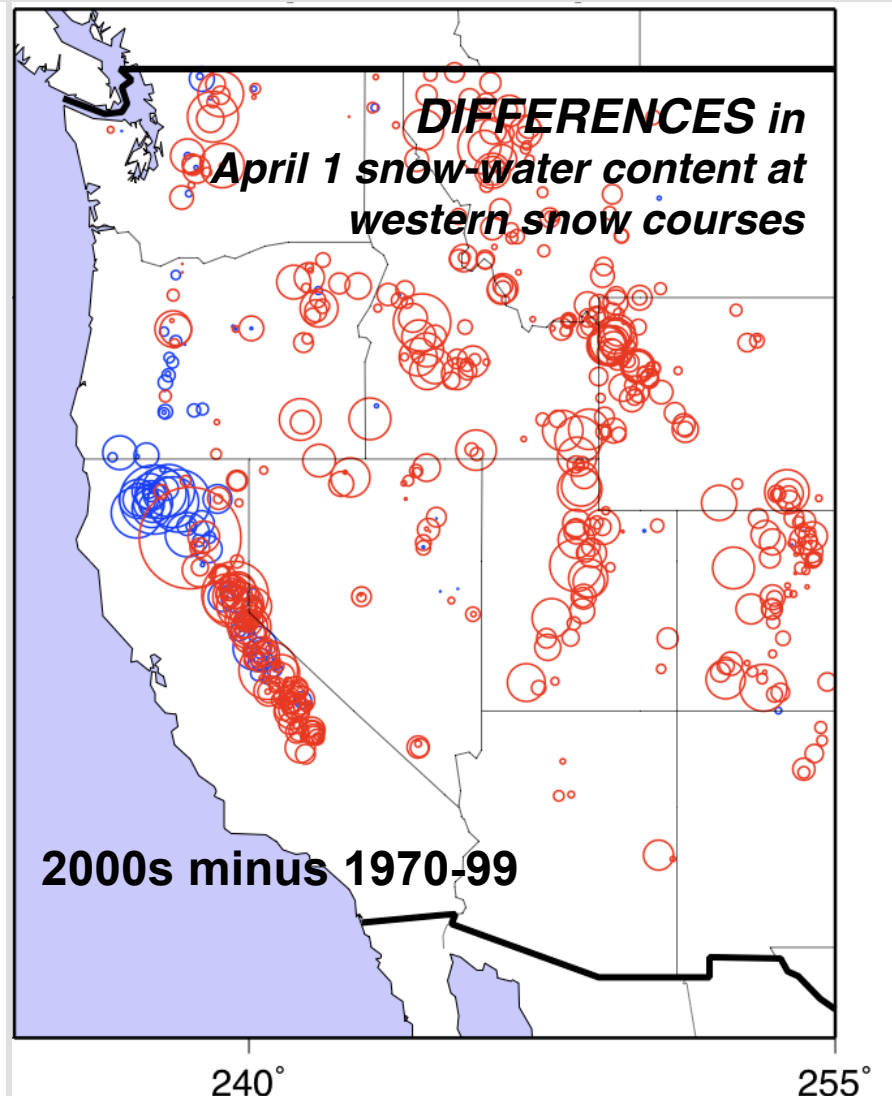 DIFFERENCES in
April 1 snow-water content at
western snow courses
2000s minus 1970-99
240°
255°